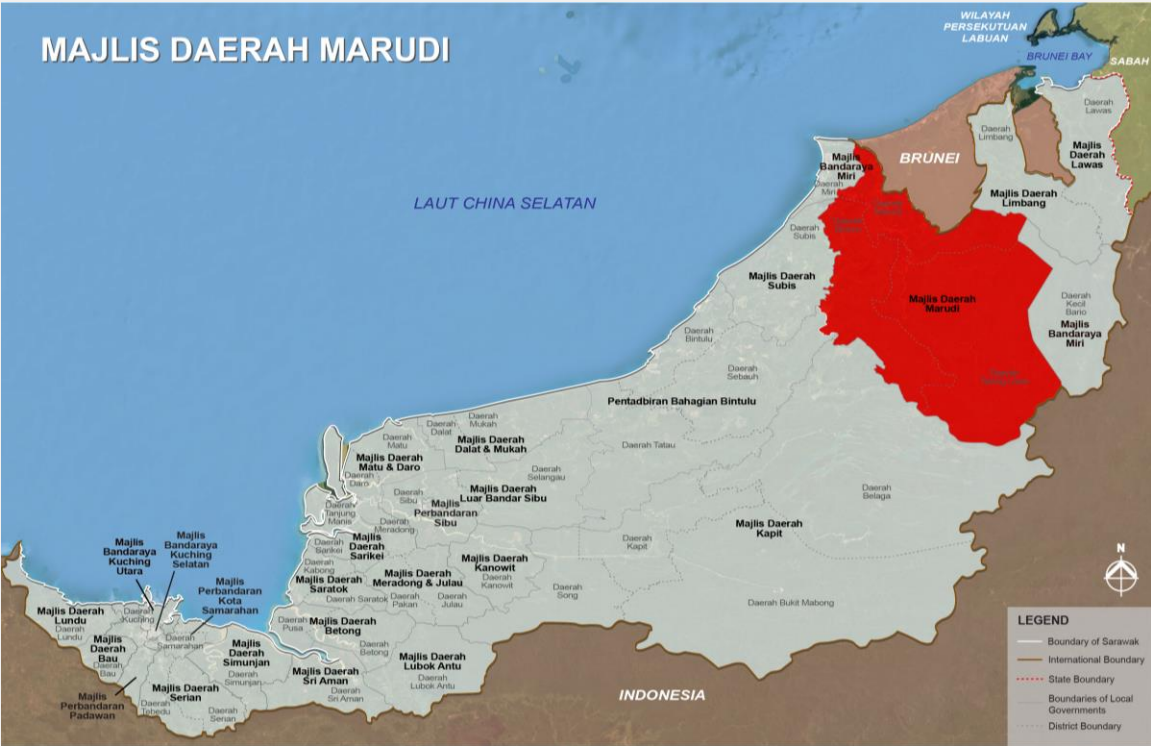 MAJLIS DAERAH MARUDI
WILAYAH
PERSEKUTUAN
LABUAN
BRUNEI BAY
SABAH
Daerah
Lawas
Daerah
Limbang
Majlis
Daerah
Lawas
BRUNEI
Majlis
Bandaraya
Miri
Daerah
Miri
Majlis Daerah
Limbang
LAUT CHINA SELATAN
Daerah
Subis
Majlis Daerah
Subis
Majlis Daerah
Marudi
Daerah
Kecil
Bario
Majlis
Bandaraya
Miri
Daerah
Bintulu
Daerah
Sebauh
Pentadbiran Bahagian Bintulu
Daerah
Mukah
Daerah
Dalat
Daerah
Matu
Majlis Daerah
Dalat & Mukah
Daerah Tatau
Majlis Daerah
Matu & Daro
Daerah
Daro
Daerah
Selangau
Daerah
Belaga
Majlis Daerah
Luar Bandar Sibu
Daerah
Sibu
Majlis
Perbandaran
Sibu
Daerah
Tanjung
Manis
Daerah
Meradong
Majlis Daerah
Kapit
Daerah
Kapit
Majlis
Daerah
Sarikei
Daerah
Sarikei
Daerah
Kabong
Majlis Daerah
Kanowit
Daerah
Kanowit
Majlis Daerah
Saratok
Majlis Daerah
Meradong & Julau
Daerah
Song
Daerah Saratok
Daerah
Pakan
Daerah
Julau
Daerah Bukit Mabong
Majlis
Bandaraya
Kuching
Utara
Majlis
Bandaraya
Kuching
Selatan
Majlis
Perbandaran
Kota
Samarahan
Majlis Daerah
Lundu
Daerah
Lundu
Daerah
Kuching
Daerah
Samarahan
Daerah
Pusa
Majlis Daerah
Betong
Daerah
Betong
Majlis
Daerah
Bau
Daerah
Bau
Majlis
Daerah
Simunjan
Daerah
Simunjan
Majlis Daerah
Sri Aman
Daerah
Sri Aman
Majlis Daerah
Lubok Antu
Daerah
Lubok Antu
Majlis
Perbandaran
Padawan
Majlis Daerah
Serian
Daerah
Tebedu
Daerah
Serian
INDONESIA
N
LEGEND
Boundary of Sarawak
International Boundary
State Boundary
Boundaries of Local
Governments
District Boundary